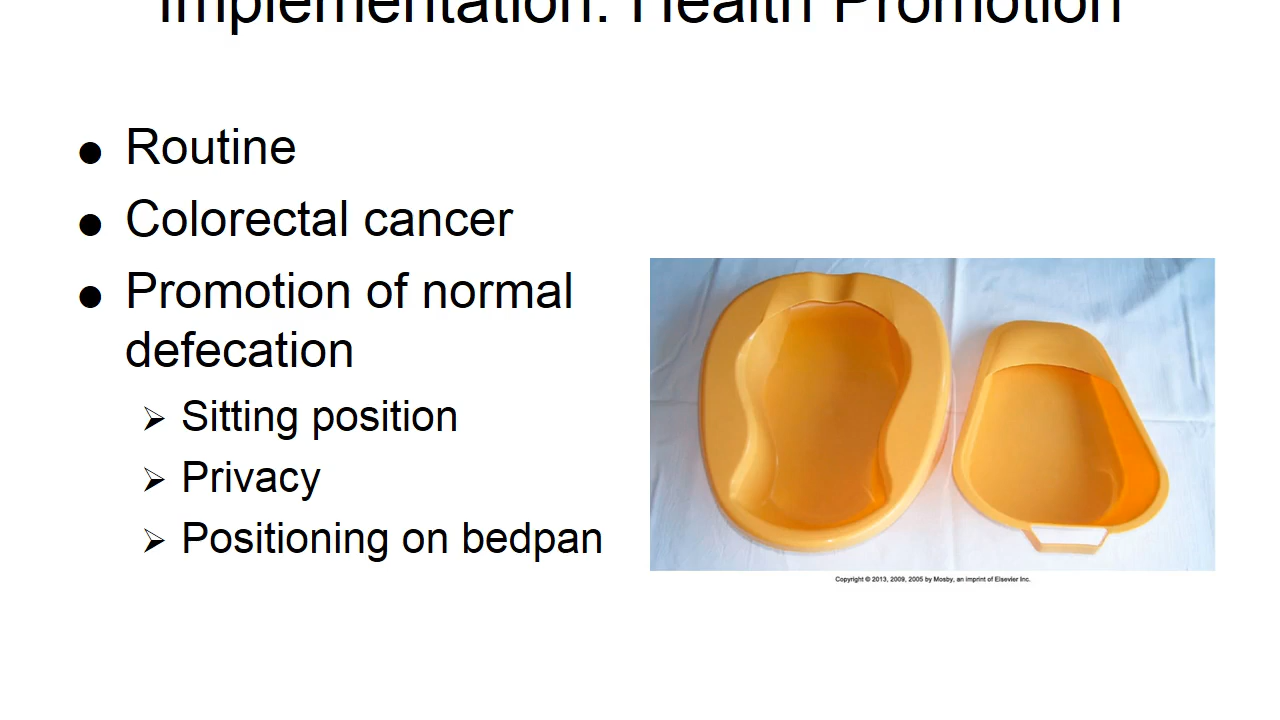 Implementation: Health Promotion
● Routine
● Colorectal cancer
● Promotion of normal
defecation
➢ Sitting position
➢ Privacy
➢ Positioning on bedpan
Copyright © 2013, 2009, 2005 by Mosby, an imprint of Elsevier Inc.